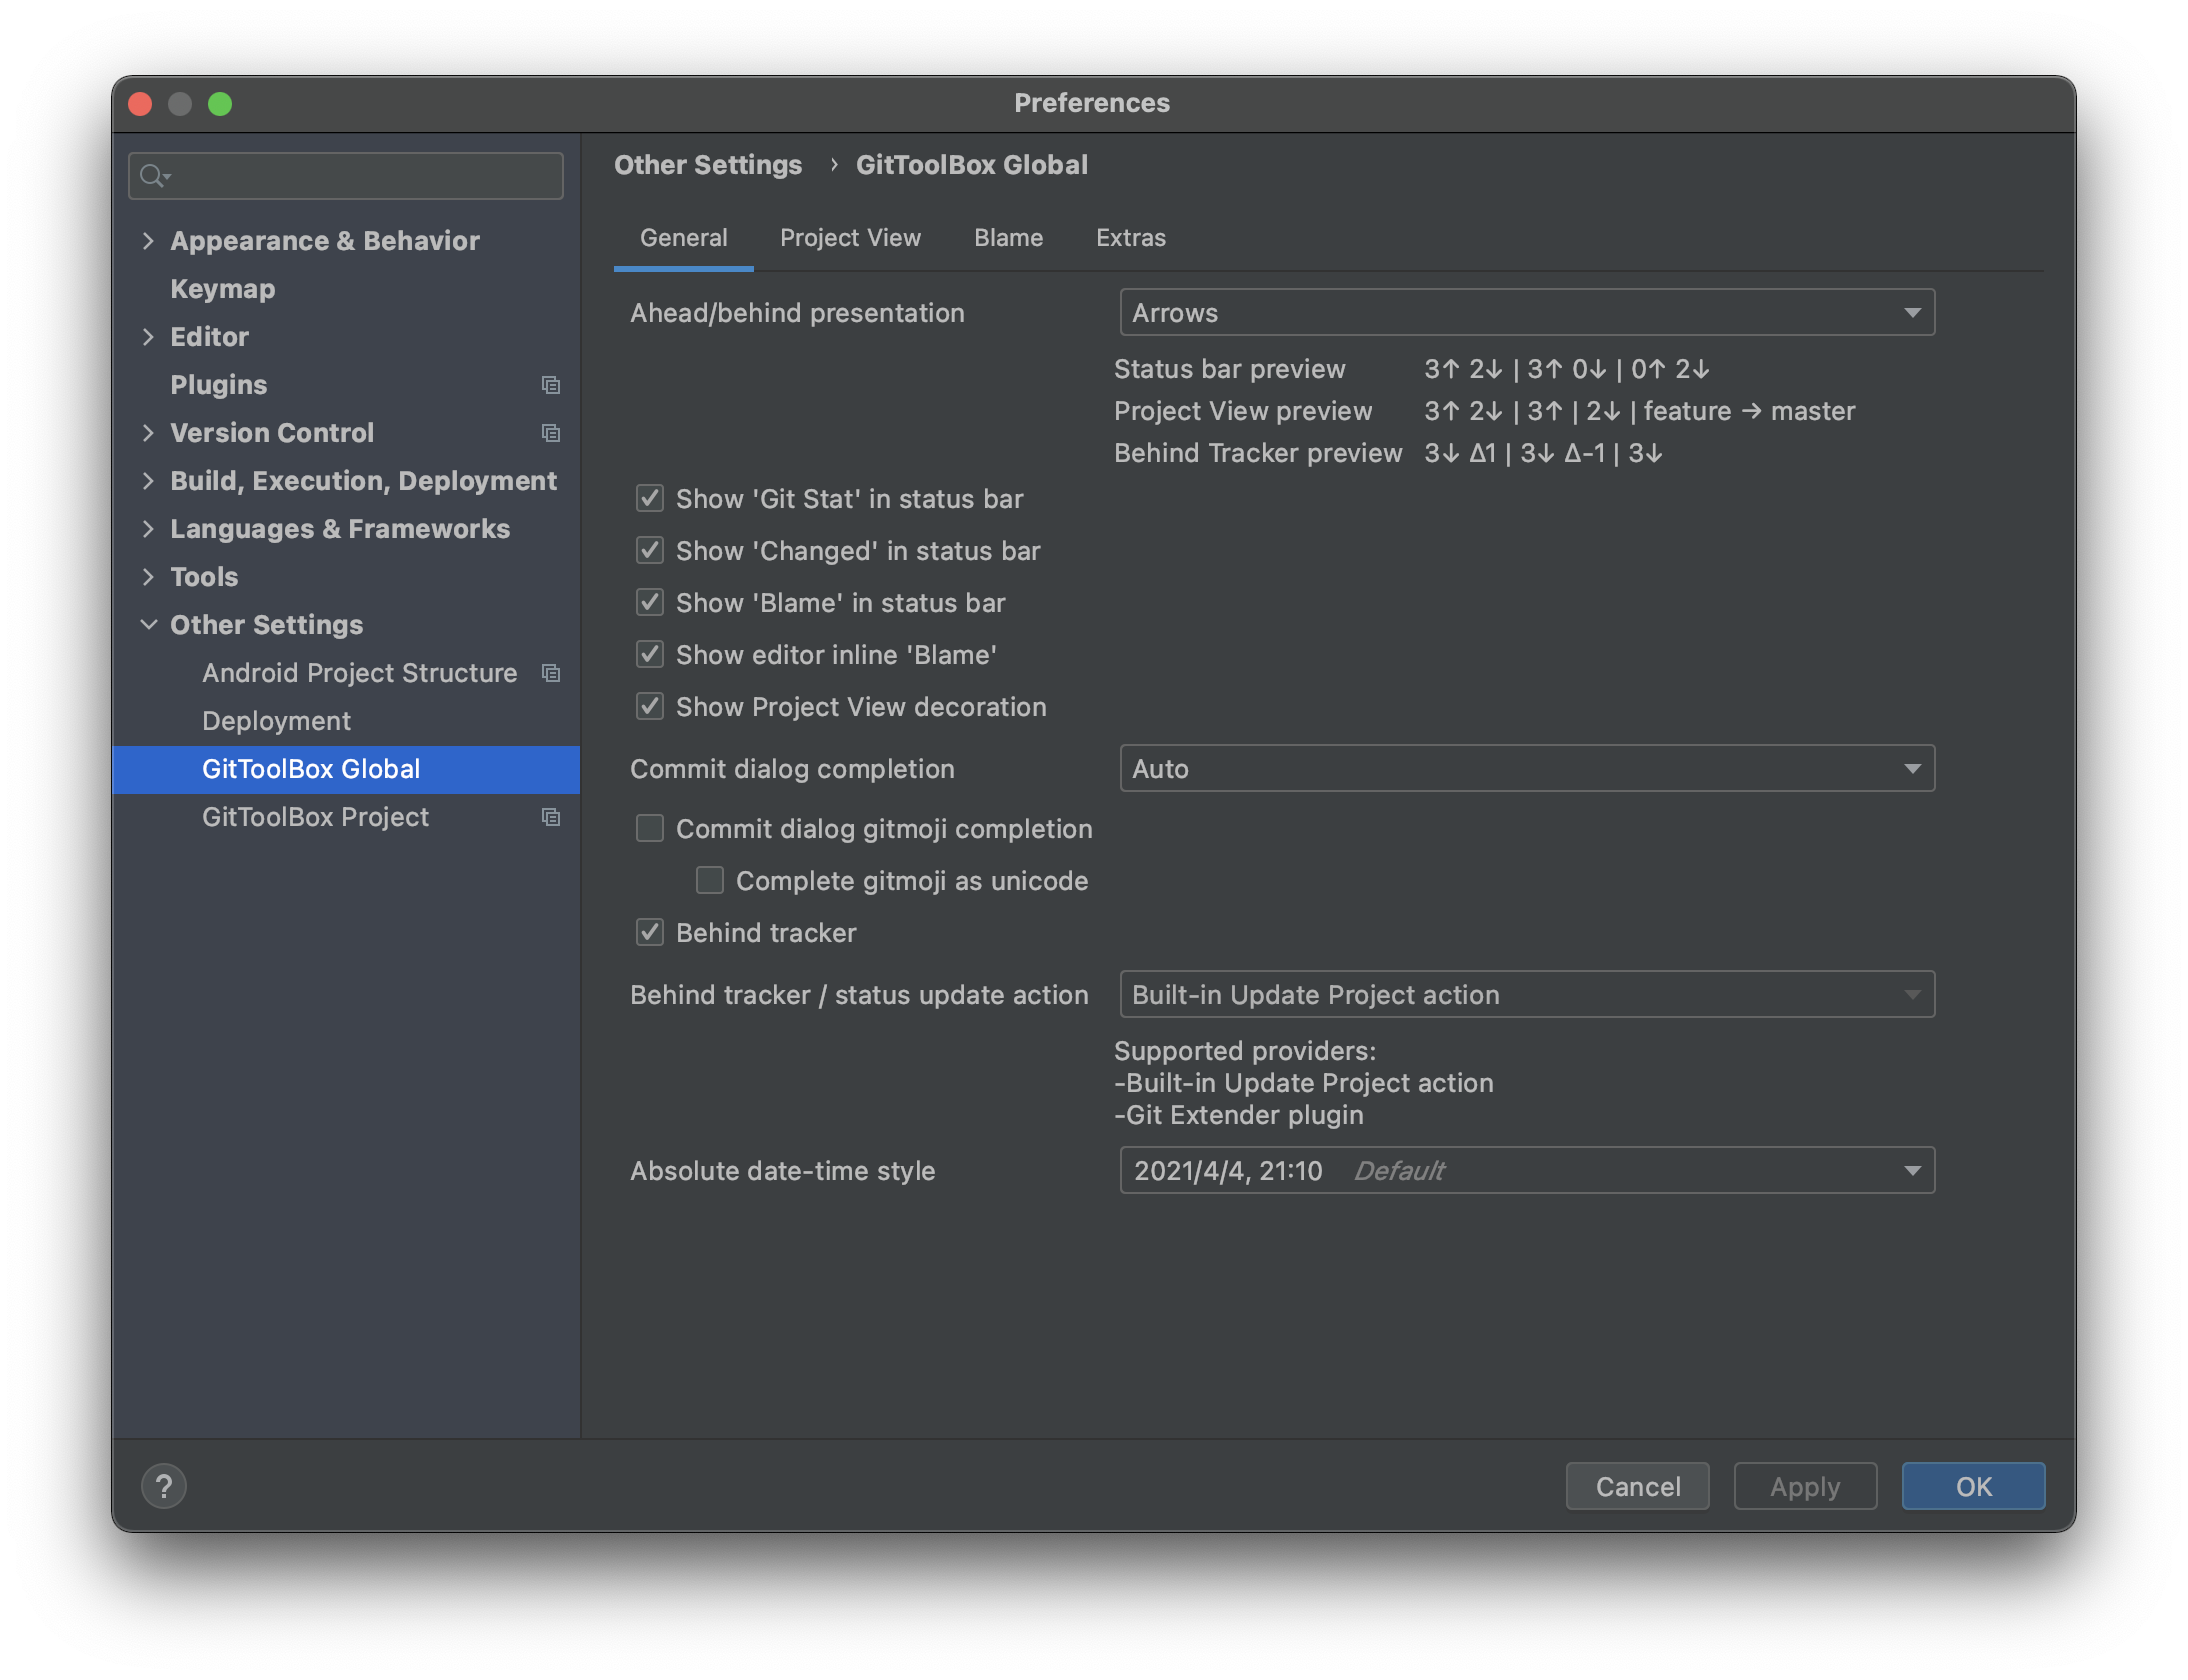 Preferences
Appearance & Behavior
Keymap
Editor
Plugins
Version Control
Build, Execution, Deployment
Languages & Frameworks
Tools
Other Settings
Android Project Structure
Deployment
GitToolBox Global
GitToolBox Project
Other Settings › GitToolBox Global
General Project View Blame Extras
Ahead/behind presentation Arrows
Status bar preview 3↑ 2↓ | 3↑ 0↓ | 0↑ 2↓
Project View preview 3↑ 2↓ | 3↑ | 2↓ | feature → master
Behind Tracker preview 3↓ Δ1 | 3↓ Δ-1 | 3↓
Show 'Git Stat' in status bar
Show 'Changed' in status bar
Show 'Blame' in status bar
Show editor inline 'Blame'
Show Project View decoration
Commit dialog completion Auto
Commit dialog gitmoji completion
Complete gitmoji as unicode
Behind tracker
Behind tracker / status update action Built-in Update Project action
Supported providers:
-Built-in Update Project action
-Git Extender plugin
Absolute date-time style 2021/4/4, 21:10 Default
? Cancel Apply OK